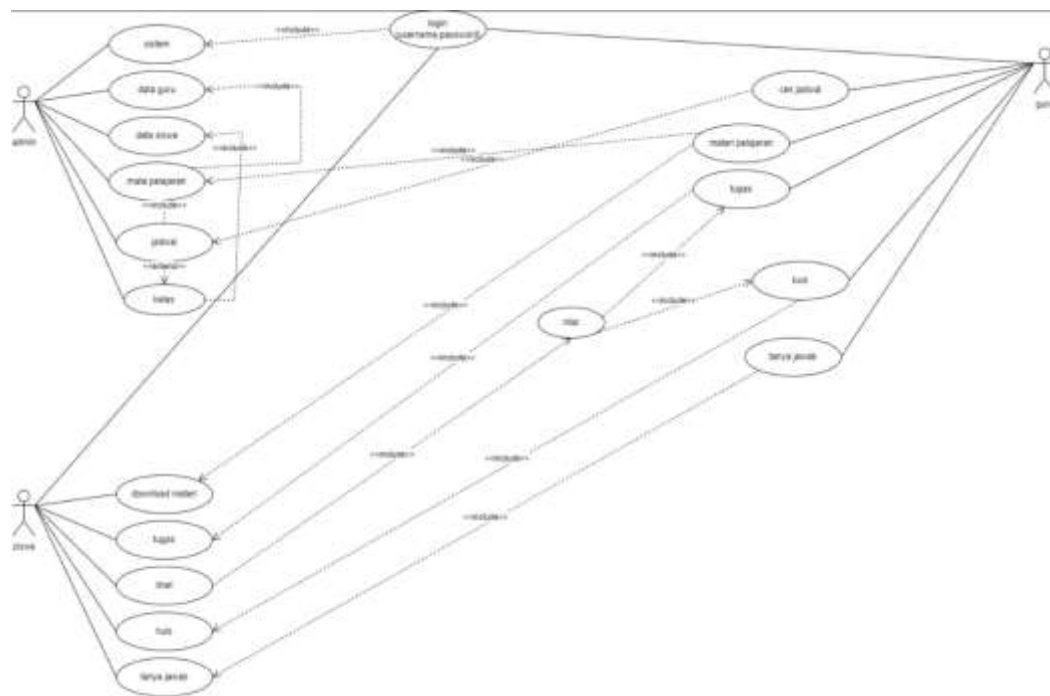 login
(username password)
<<include>>
sistem
data guru
<<include>>
cek jadwal
admin
guru
data siswa
<<include>>
materi pelajaran
<<include>>
<<include>>
mata pelajaran
tugas
<<include>>
jadwal
<<include>>
<<extend>>
kelas
kuis
<<include>>
<<include>>
nilai
<<include>>
tanya jawab
<<include>>
<<include>>
download materi
<<include>>
siswa
tugas
kuis
tanya jawab